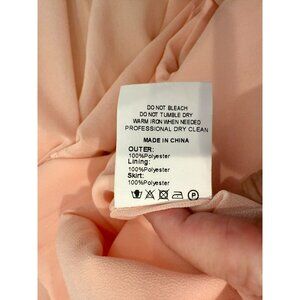 DO NOT BLEACH
DO NOT TUMBLE DRY
WARM IRON WHEN NEEDED
PROFESSIONAL DRY CLEAN
MADE IN CHINA
OUTER:
100%Polyester
Lining:
100%Polyester
Skirt:
100%Polyester
P